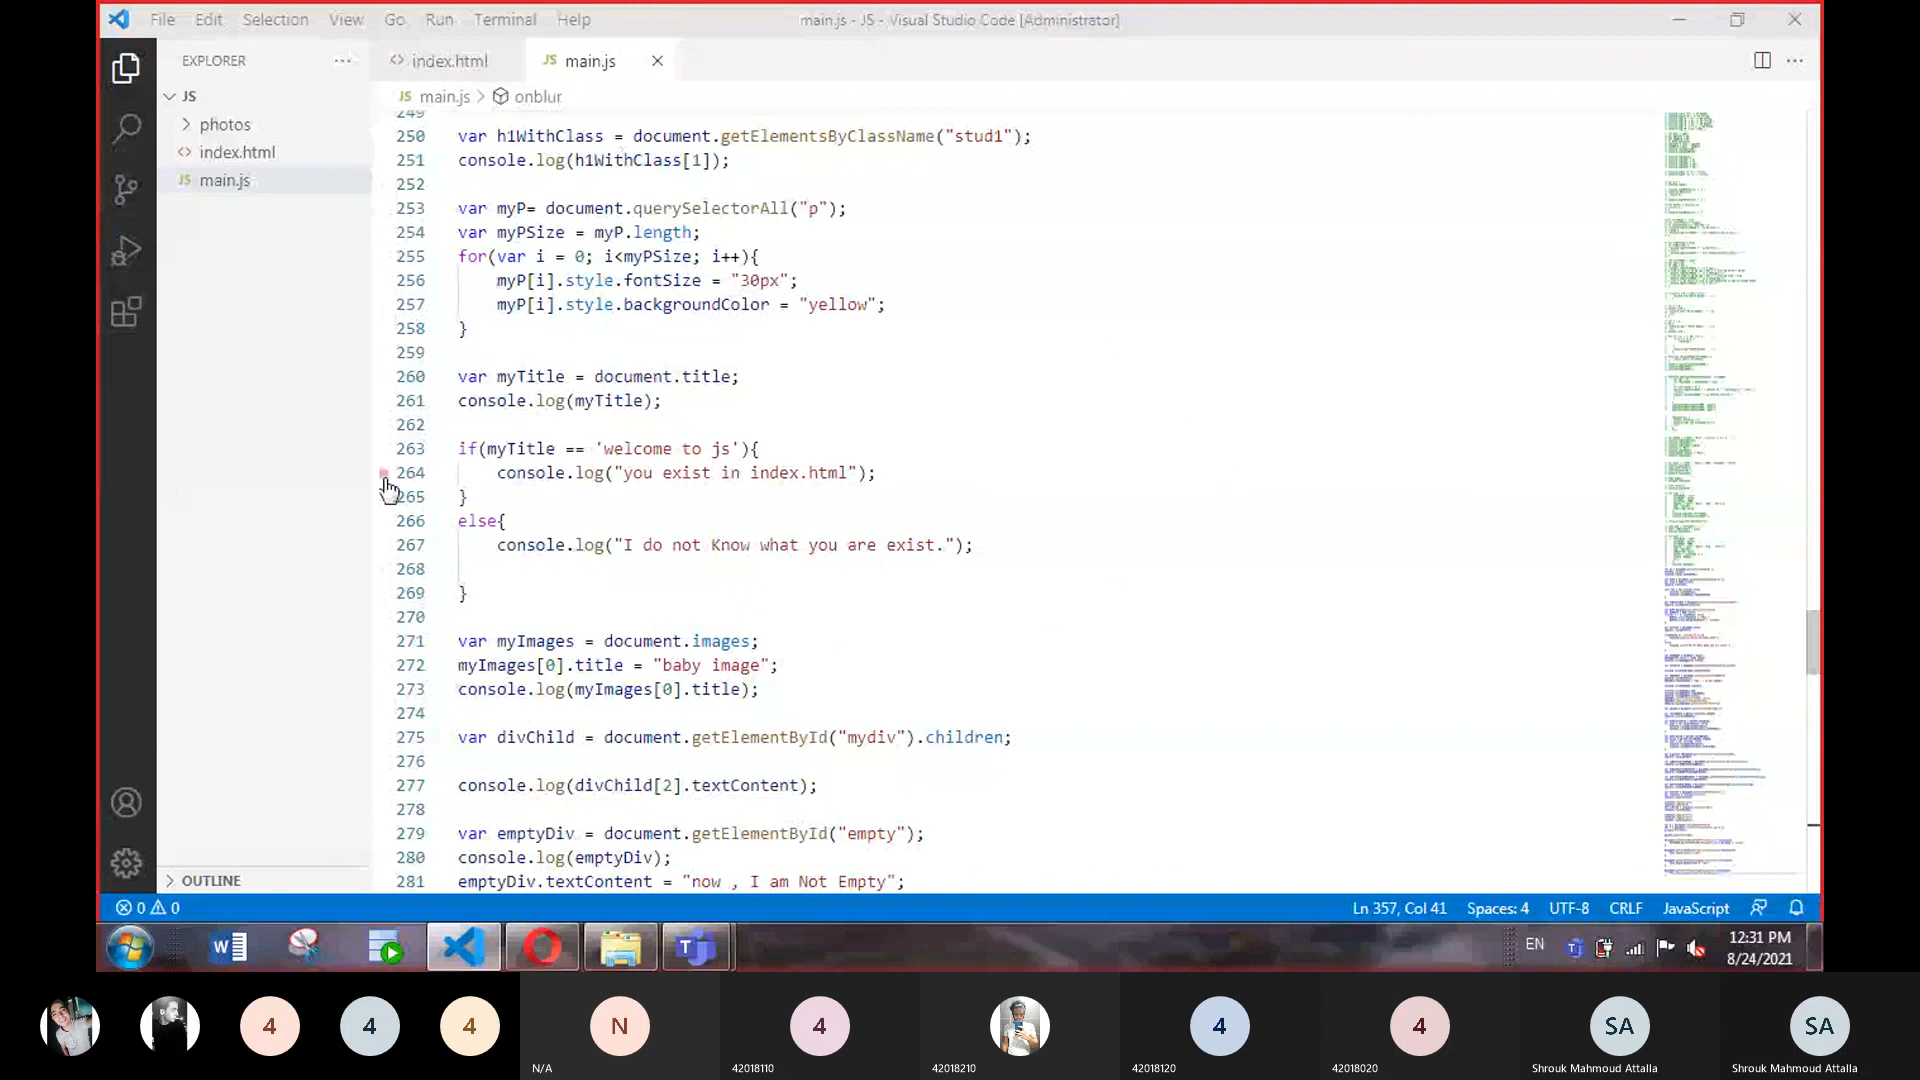 File Edit Selection View Go Run Terminal Help main.js - JS - Visual Studio Code [Administrator]
EXPLORER ··· <> index.html JS main.js
JS main.js > onblur
JS
photos
<> index.html
JS main.js
249
250 var h1WithClass = document.getElementsByClassName("stud1");
251 console.log(h1WithClass[1]);
252
253 var myP= document.querySelectorAll("p");
254 var myPSize = myP.length;
255 for(var i = 0; i<myPSize; i++){
256 myP[i].style.fontSize = "30px";
257 myP[i].style.backgroundColor = "yellow";
258 }
259
260 var myTitle = document.title;
261 console.log(myTitle);
262
263 if(myTitle == 'welcome to js'){
264 console.log("you exist in index.html");
265 }
266 else{
267 console.log("I do not Know what you are exist.");
268
269 }
270
271 var myImages = document.images;
272 myImages[0].title = "baby image";
273 console.log(myImages[0].title);
274
275 var divChild = document.getElementById("mydiv").children;
276
277 console.log(divChild[2].textContent);
278
279 var emptyDiv = document.getElementById("empty");
280 console.log(emptyDiv);
281 emptyDiv.textContent = "now , I am Not Empty";
OUTLINE
0 0 Ln 357, Col 41 Spaces: 4 UTF-8 CRLF JavaScript
EN 12:31 PM
8/24/2021
4 4 4 N 4 4 4 SA SA
N/A 42018110 42018210 42018120 42018020 Shrouk Mahmoud Attalla Shrouk Mahmoud Attalla